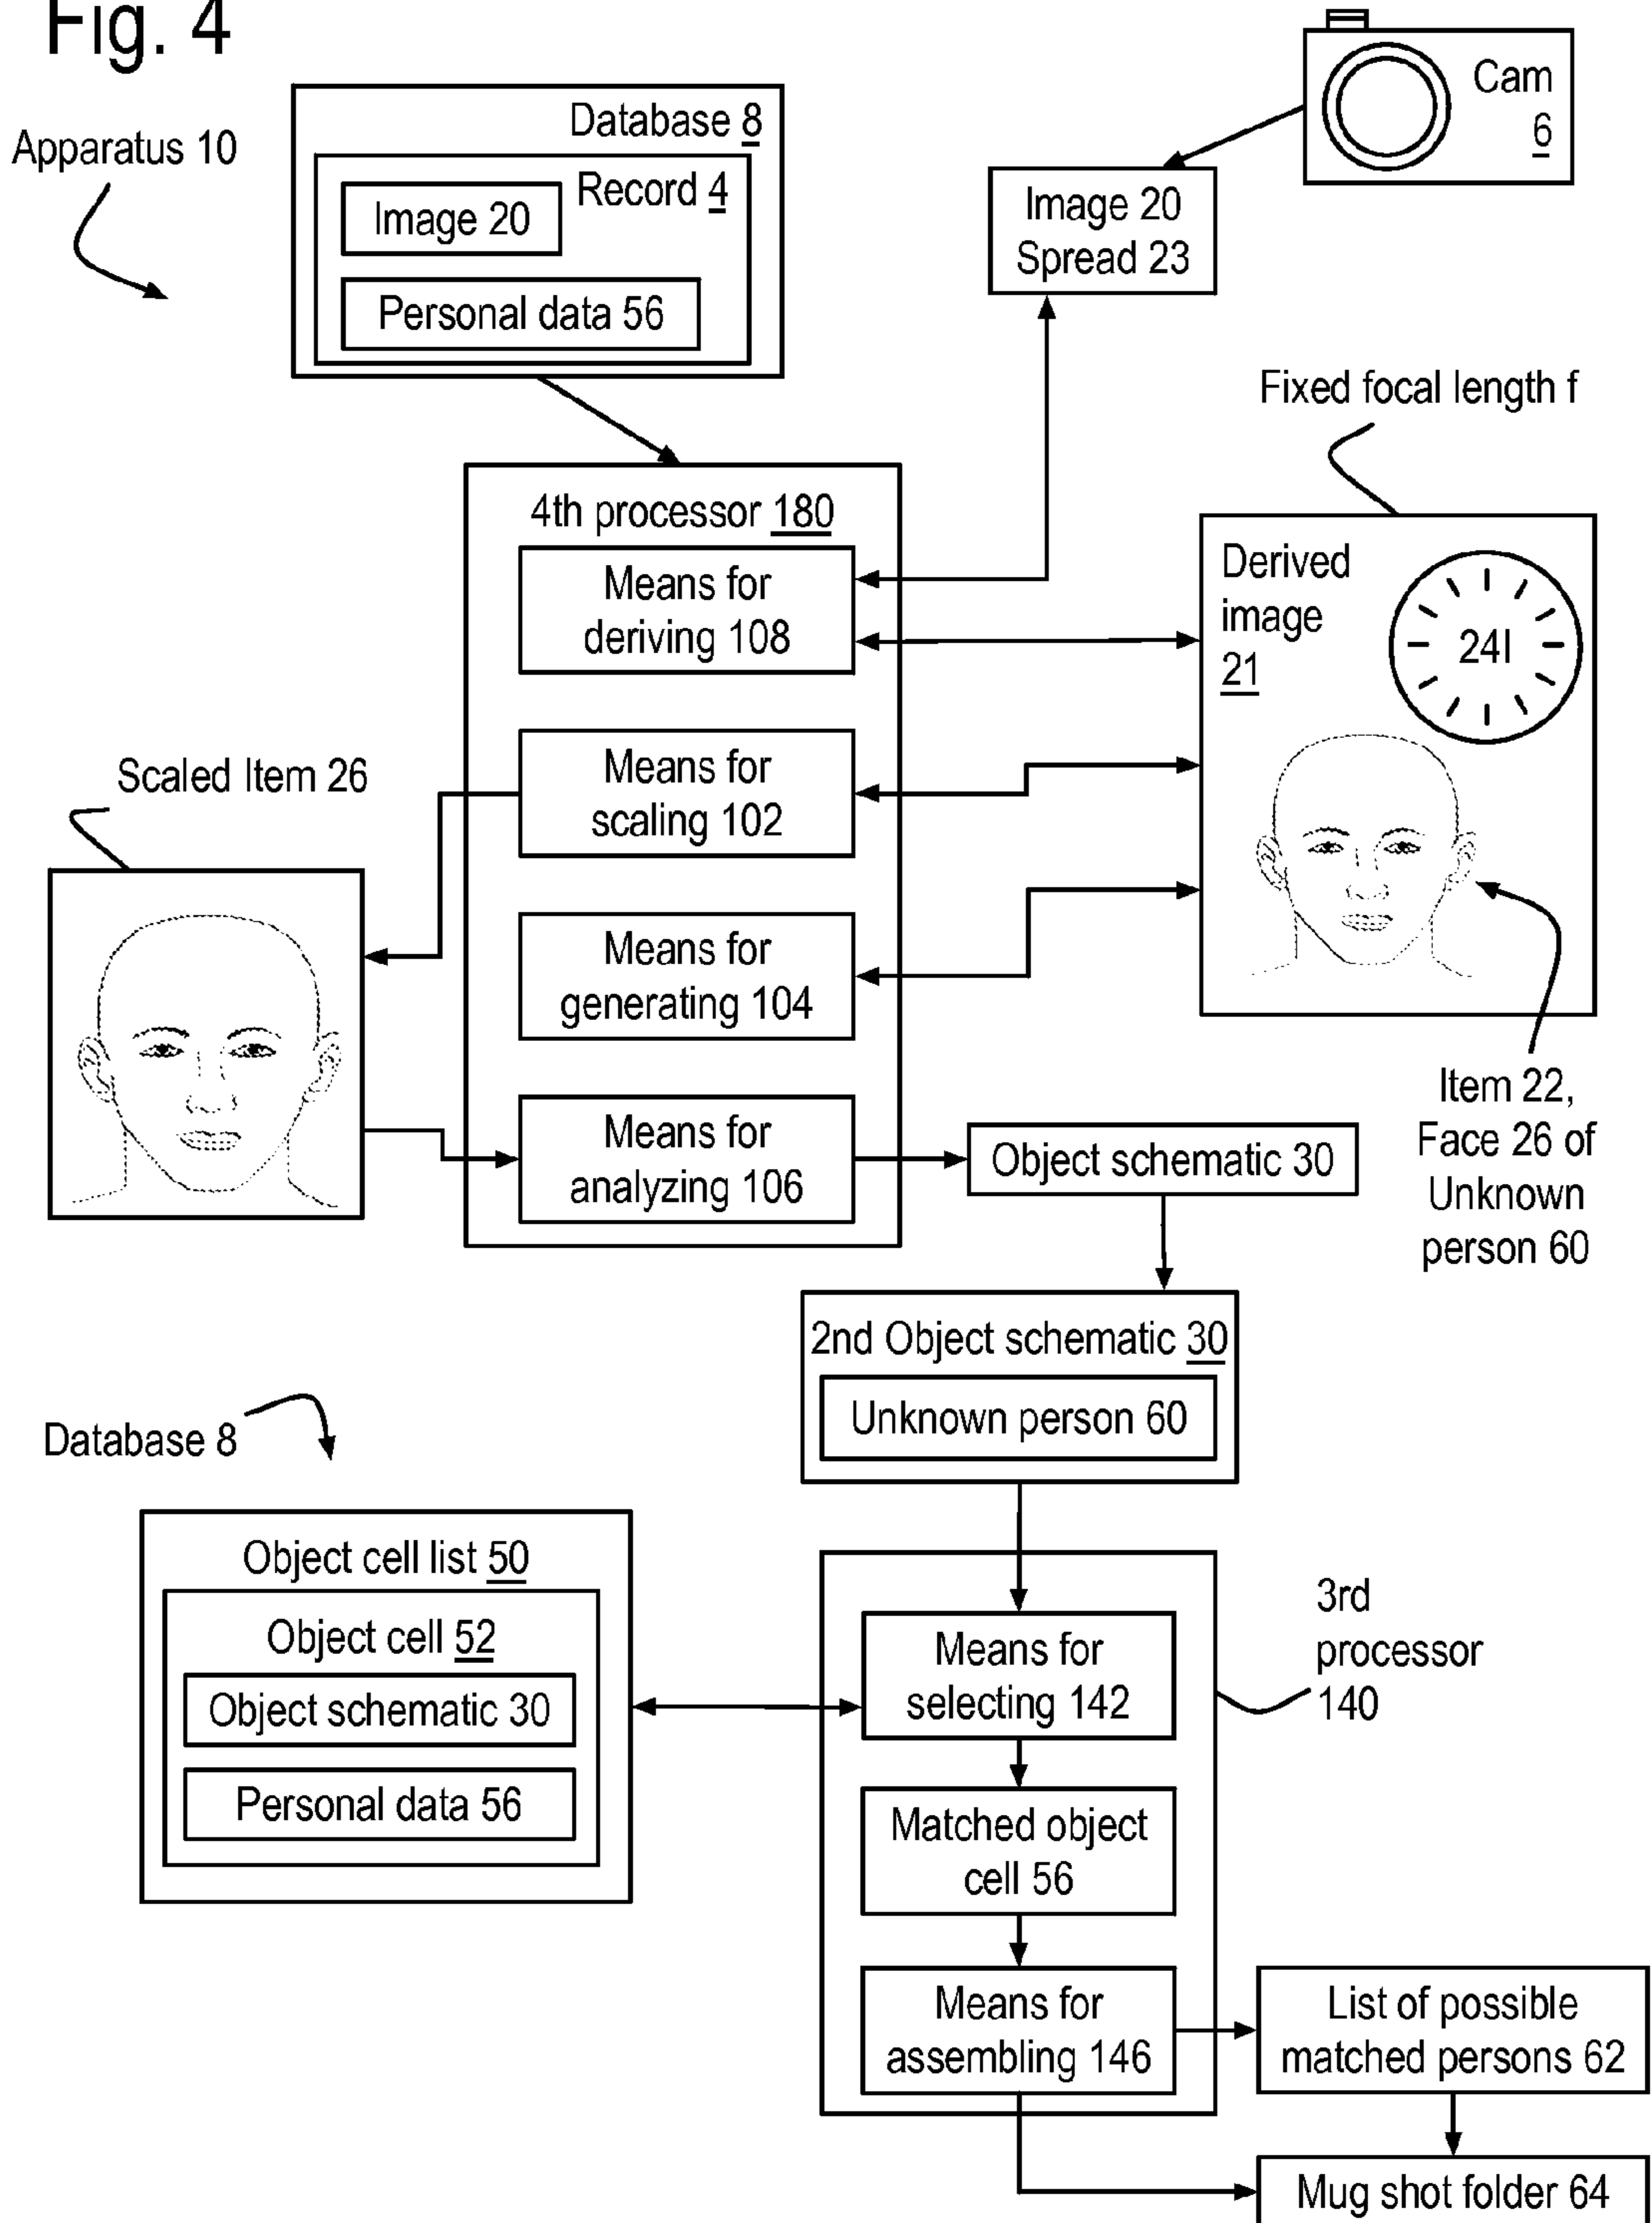 Fig. 4
Apparatus 10
Database 8
Record 4
Image 20
Personal data 56
Cam
6
Image 20
Spread 23
Fixed focal length f
4th processor 180
Means for
deriving 108
Derived
image
21
24I
Means for
scaling 102
Scaled Item 26
Means for
generating 104
Means for
analyzing 106
Object schematic 30
Item 22,
Face 26 of
Unknown
person 60
2nd Object schematic 30
Unknown person 60
Database 8
Object cell list 50
Object cell 52
Object schematic 30
Personal data 56
3rd
processor
140
Means for
selecting 142
Matched object
cell 56
Means for
assembling 146
List of possible
matched persons 62
Mug shot folder 64